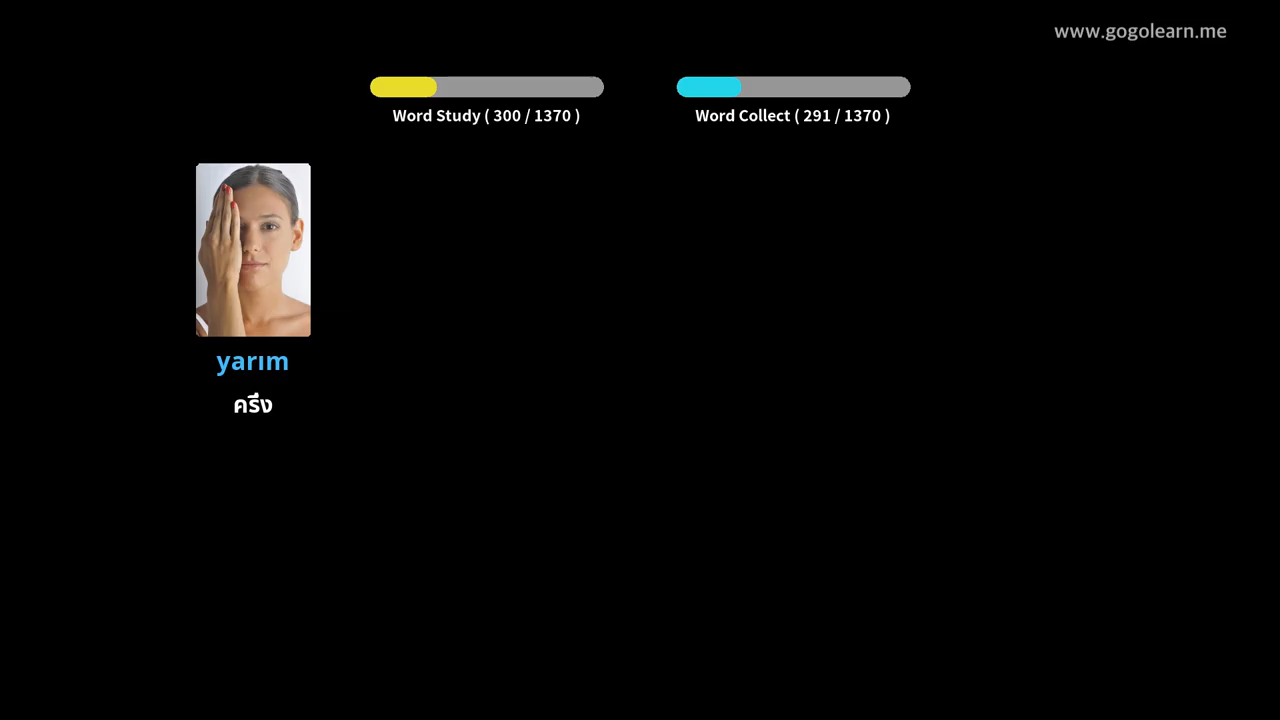 www.gogolearn.me
Word Study ( 300 / 1370 )
Word Collect ( 291 / 1370 )
yarım
ครึ่ง